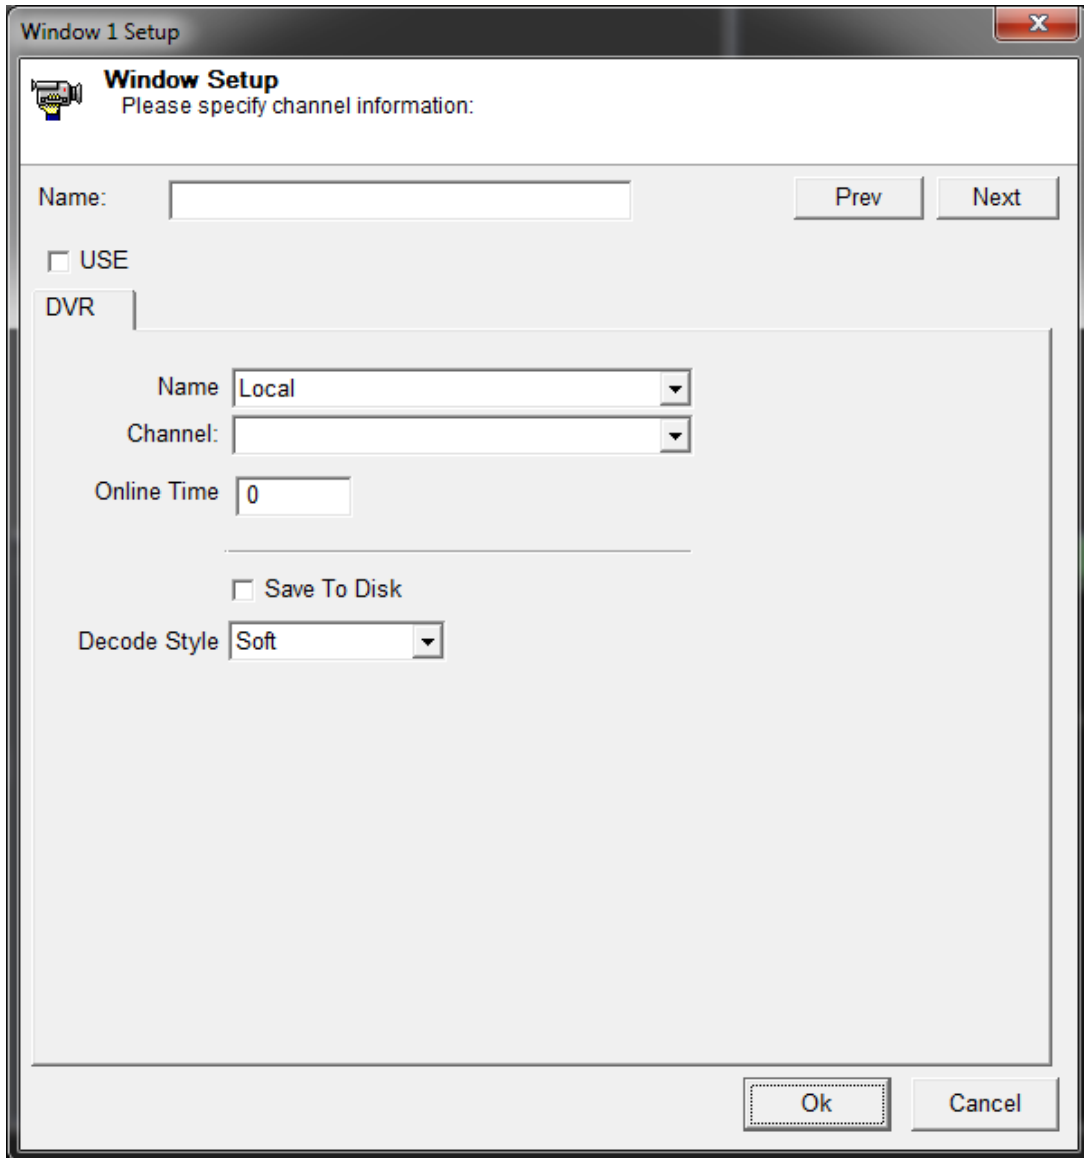 Window 1 Setup
Window Setup
Please specify channel information:
Name:
Prev
Next
USE
DVR
Name
Local
Channel:
Online Time
0
Save To Disk
Decode Style
Soft
Ok
Cancel